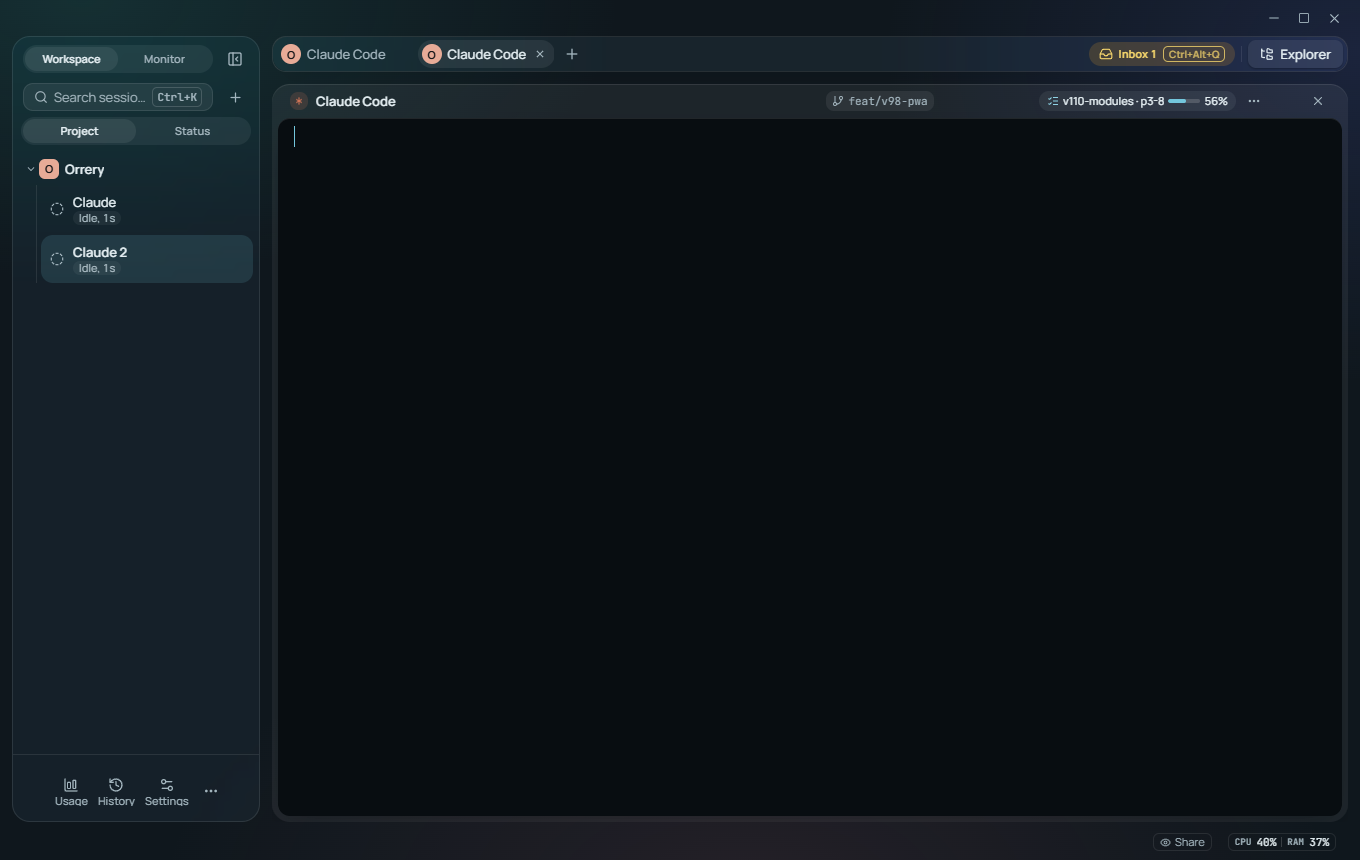 Workspace Monitor
Search sessio... Ctrl+K
Project Status
O Orrery
Claude
Idle, 1s
Claude 2
Idle, 1s
Usage History Settings
O Claude Code O Claude Code
Inbox 1 Ctrl+Alt+Q Explorer
Claude Code feat/v98-pwa v110-modules · p3-8 56%
Share CPU 40% RAM 37%